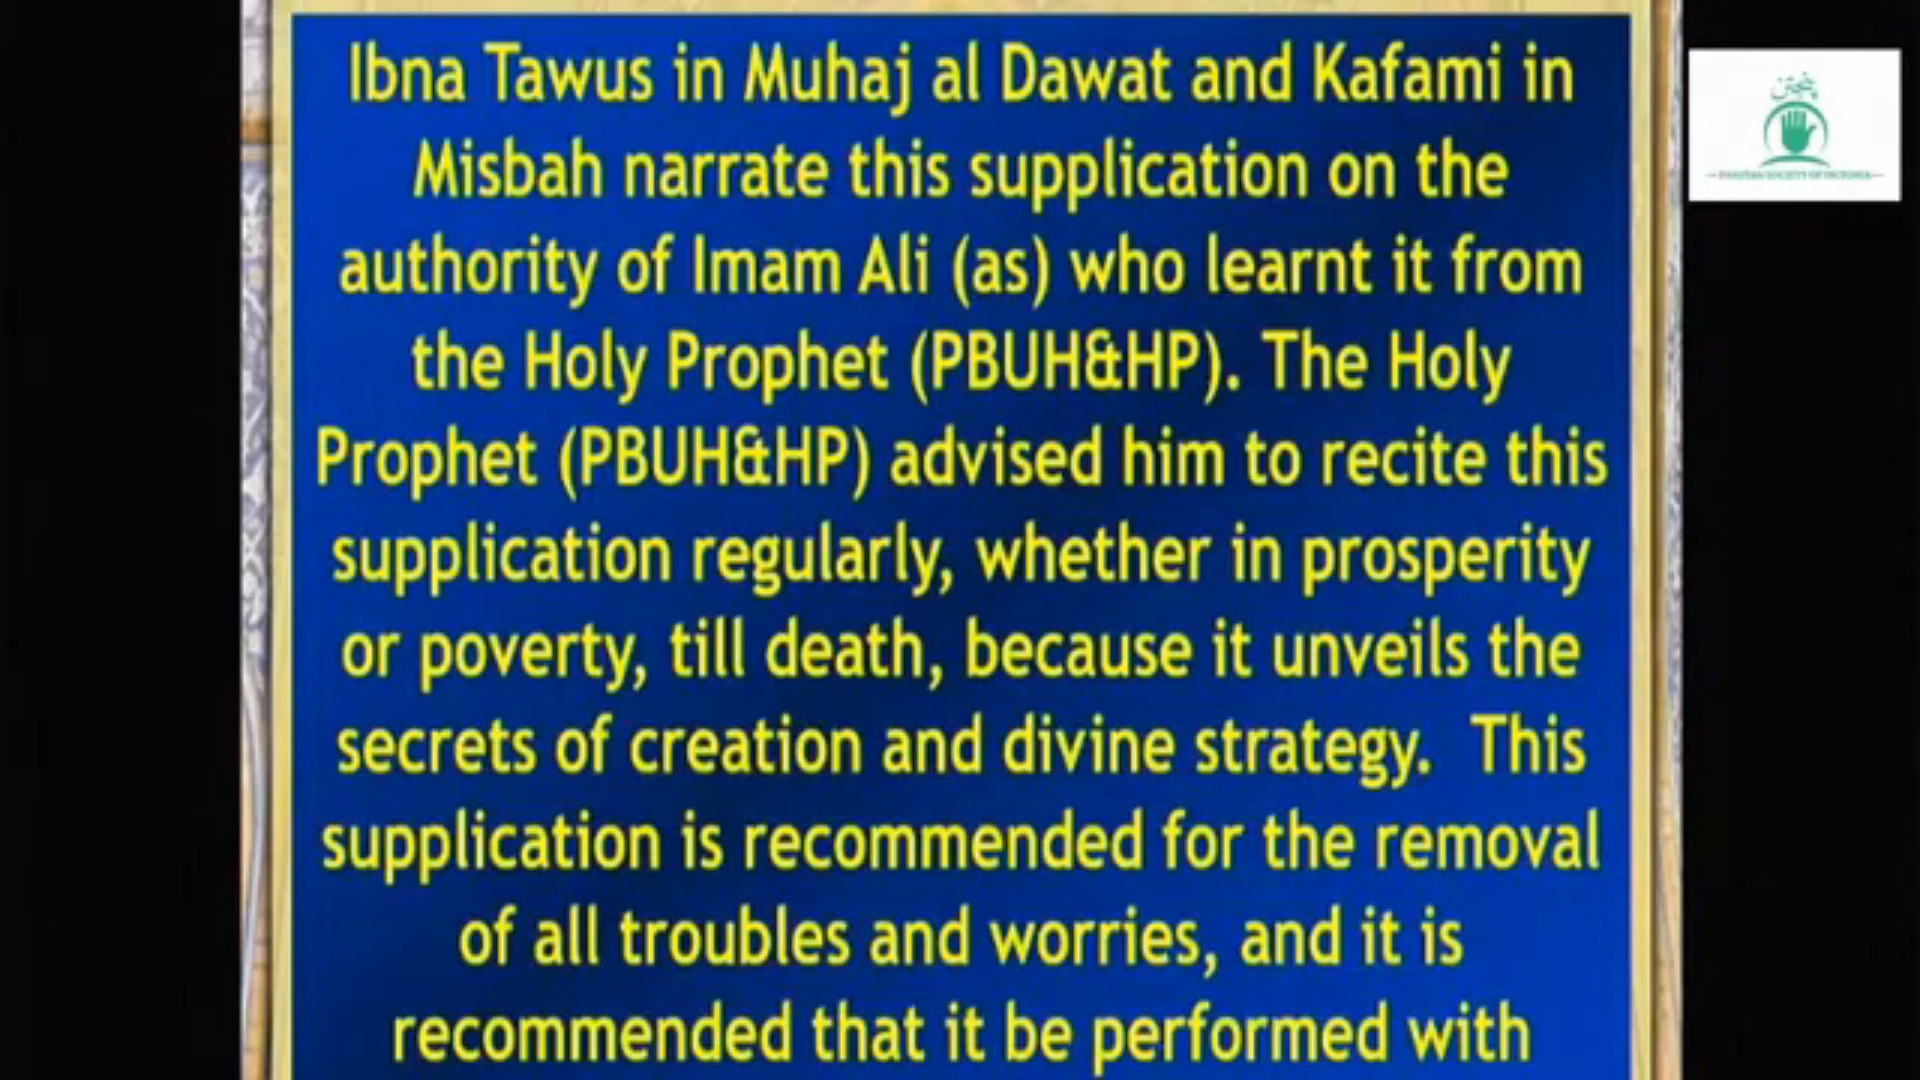 Ibna Tawus in Muhaj al Dawat and Kafami in
Misbah narrate this supplication on the
authority of Imam Ali (as) who learnt it from
the Holy Prophet (PBUH&HP). The Holy
Prophet (PBUH&HP) advised him to recite this
supplication regularly, whether in prosperity
or poverty, till death, because it unveils the
secrets of creation and divine strategy.  This
supplication is recommended for the removal
of all troubles and worries, and it is
recommended that it be performed with
پنجتن
SOCIETY OF VICTORIA